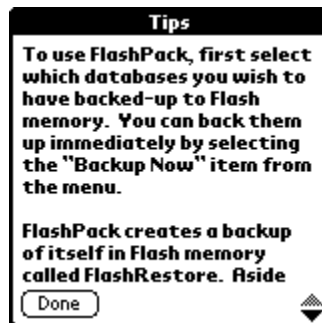 Tips
To use FlashPack, first select
which databases you wish to
have backed-up to Flash
memory.  You can back them
up immediately by selecting
the "Backup Now" item from
the menu.
FlashPack creates a backup
of itself in Flash memory
called FlashRestore.  Aside
Done